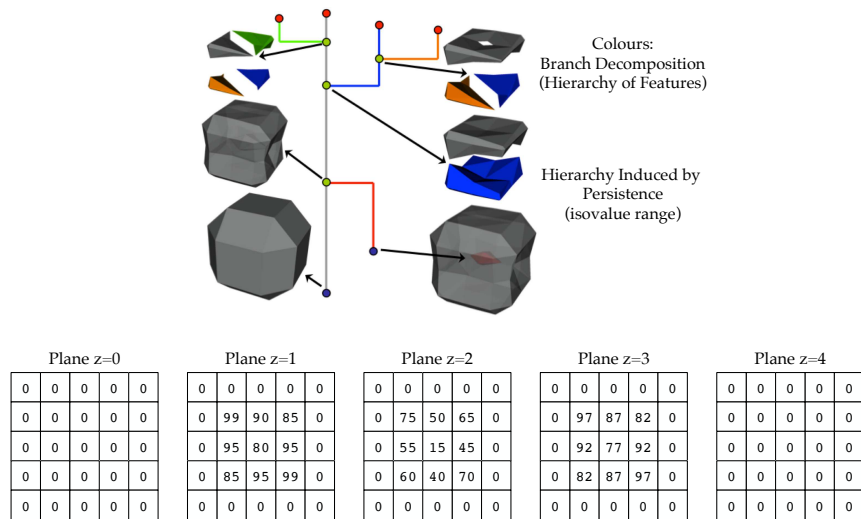 Colours:
Branch Decomposition
(Hierarchy of Features)
Hierarchy Induced by
Persistence
(isovalue range)
Plane z=0
0 0 0 0 0
0 0 0 0 0
0 0 0 0 0
0 0 0 0 0
0 0 0 0 0
Plane z=1
0 0 0 0 0
0 99 90 85 0
0 95 80 95 0
0 85 95 99 0
0 0 0 0 0
Plane z=2
0 0 0 0 0
0 75 50 65 0
0 55 15 45 0
0 60 40 70 0
0 0 0 0 0
Plane z=3
0 0 0 0 0
0 97 87 82 0
0 92 77 92 0
0 82 87 97 0
0 0 0 0 0
Plane z=4
0 0 0 0 0
0 0 0 0 0
0 0 0 0 0
0 0 0 0 0
0 0 0 0 0